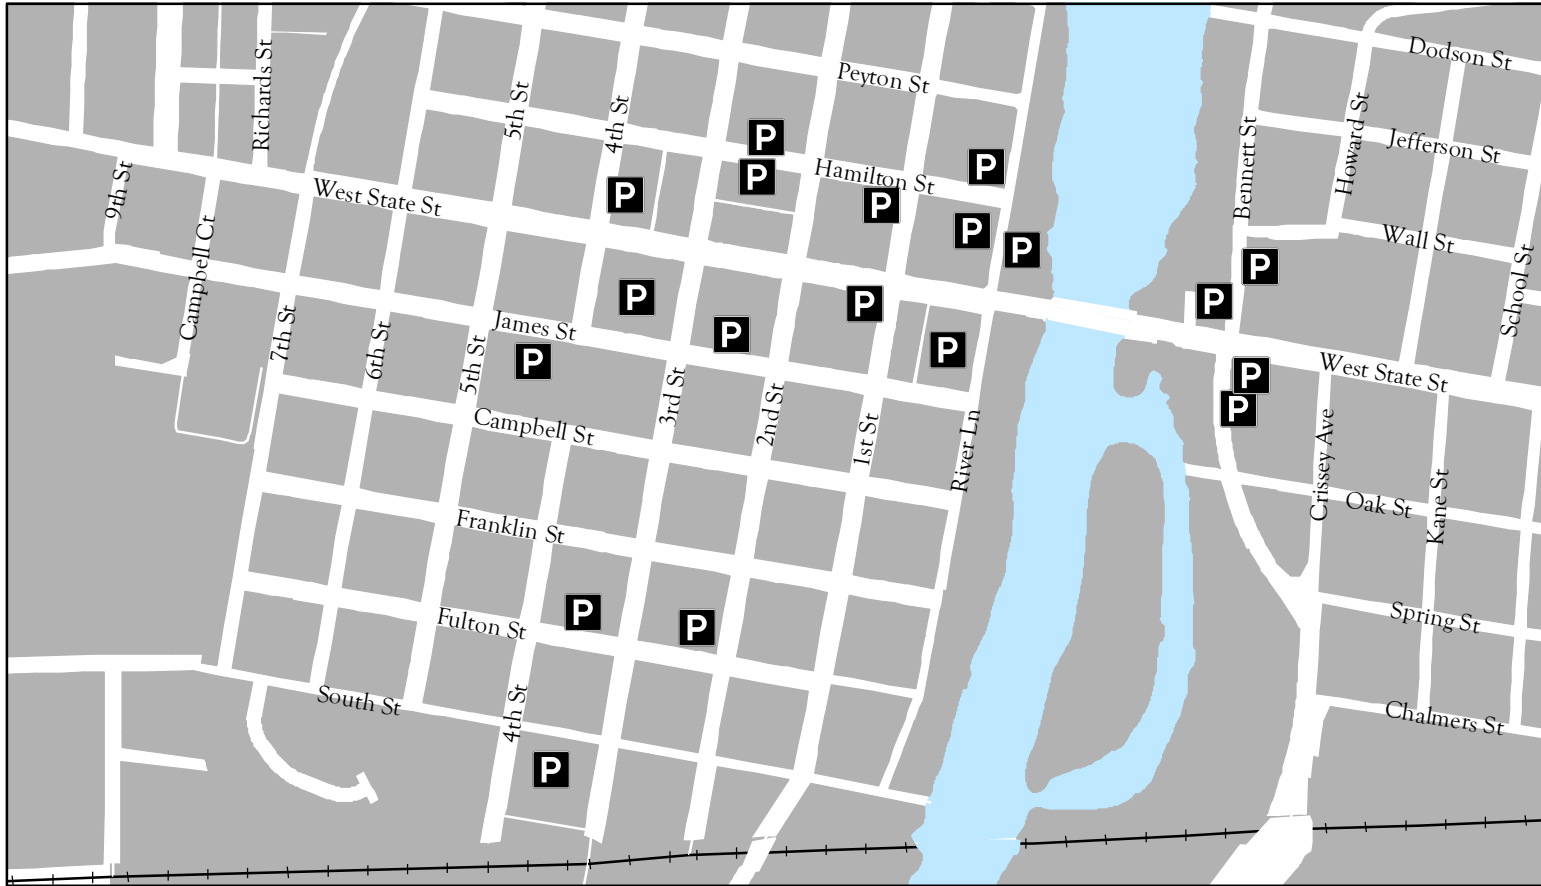 Dodson St
Peyton St
Richards St
5th St
4th St
P
Howard St
Jefferson St
Bennett St
P
P
Hamilton St
P
9th St
West State St
P
P
Campbell Ct
P
P
Wall St
School St
P
P
P
P
P
James St
7th St
6th St
5th St
P
P
P
West State St
P
3rd St
2nd St
1st St
River Ln
P
Campbell St
Crissey Ave
Kane St
Oak St
Franklin St
P
P
Fulton St
Spring St
South St
4th St
Chalmers St
P